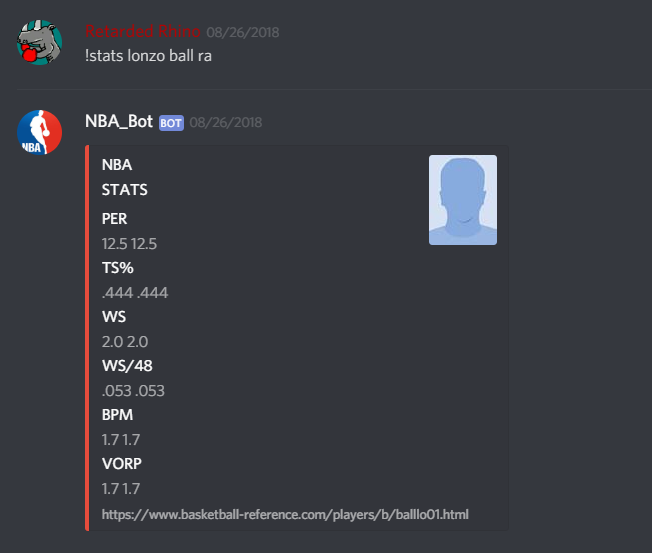 Retarded Rhino 08/26/2018
!stats lonzo ball ra
NBA
NBA_Bot BOT 08/26/2018
NBA
STATS
PER
12.5 12.5
TS%
.444 .444
WS
2.0 2.0
WS/48
.053 .053
BPM
1.7 1.7
VORP
1.7 1.7
https://www.basketball-reference.com/players/b/balllo01.html